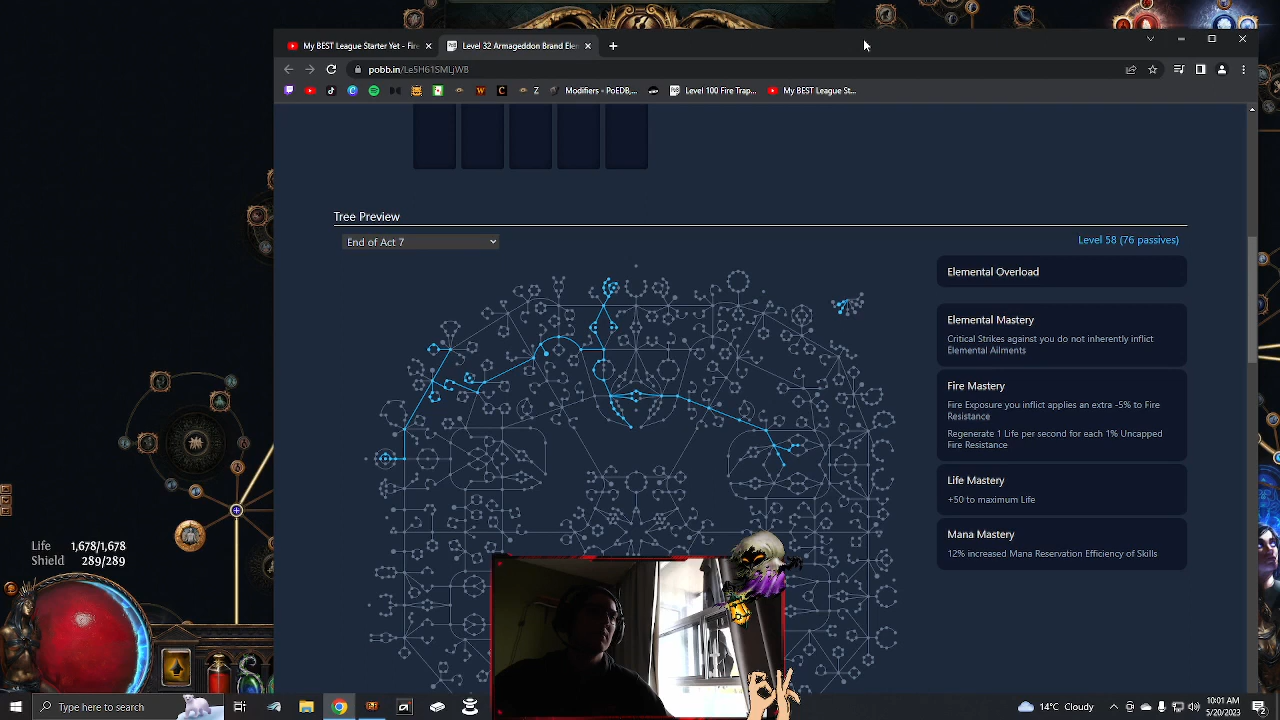 My BEST League Starter Yet - Fire
Level 22 Armageddon Brand Ele
pobb.in/LeSH61SMLjWB
Z
Modifiers - PoEDB,...
Level 100 Fire Trap...
My BEST League St...
Tree Preview
End of Act 7
Level 58 (76 passives)
Elemental Overload
Elemental Mastery
Critical Strikes against you do not inherently inflict
Elemental Ailments
Fire Mastery
Fire Exposure you inflict applies an extra -5% to Fire
Resistance
Regenerate 1 Life per second for each 1% Uncapped
Fire Resistance
Life Mastery
+50 to maximum Life
Mana Mastery
12% increased Mana Reservation Efficiency of Skills
Life 1,678/1,678
Shield 289/289
Type here to search
14°C Cloudy
10:01 AM
5/20/2023